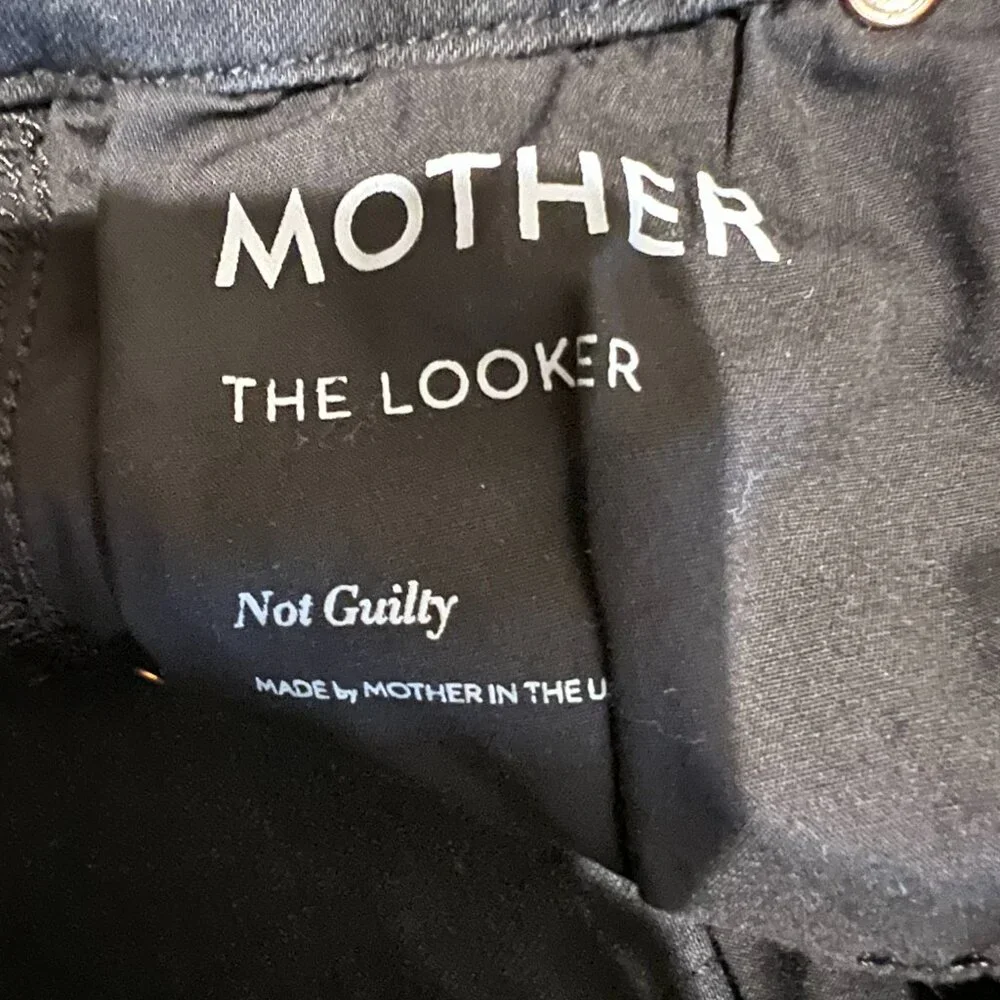 MOTHER
THE LOOKER
Not Guilty
MADE by MOTHER IN THE U